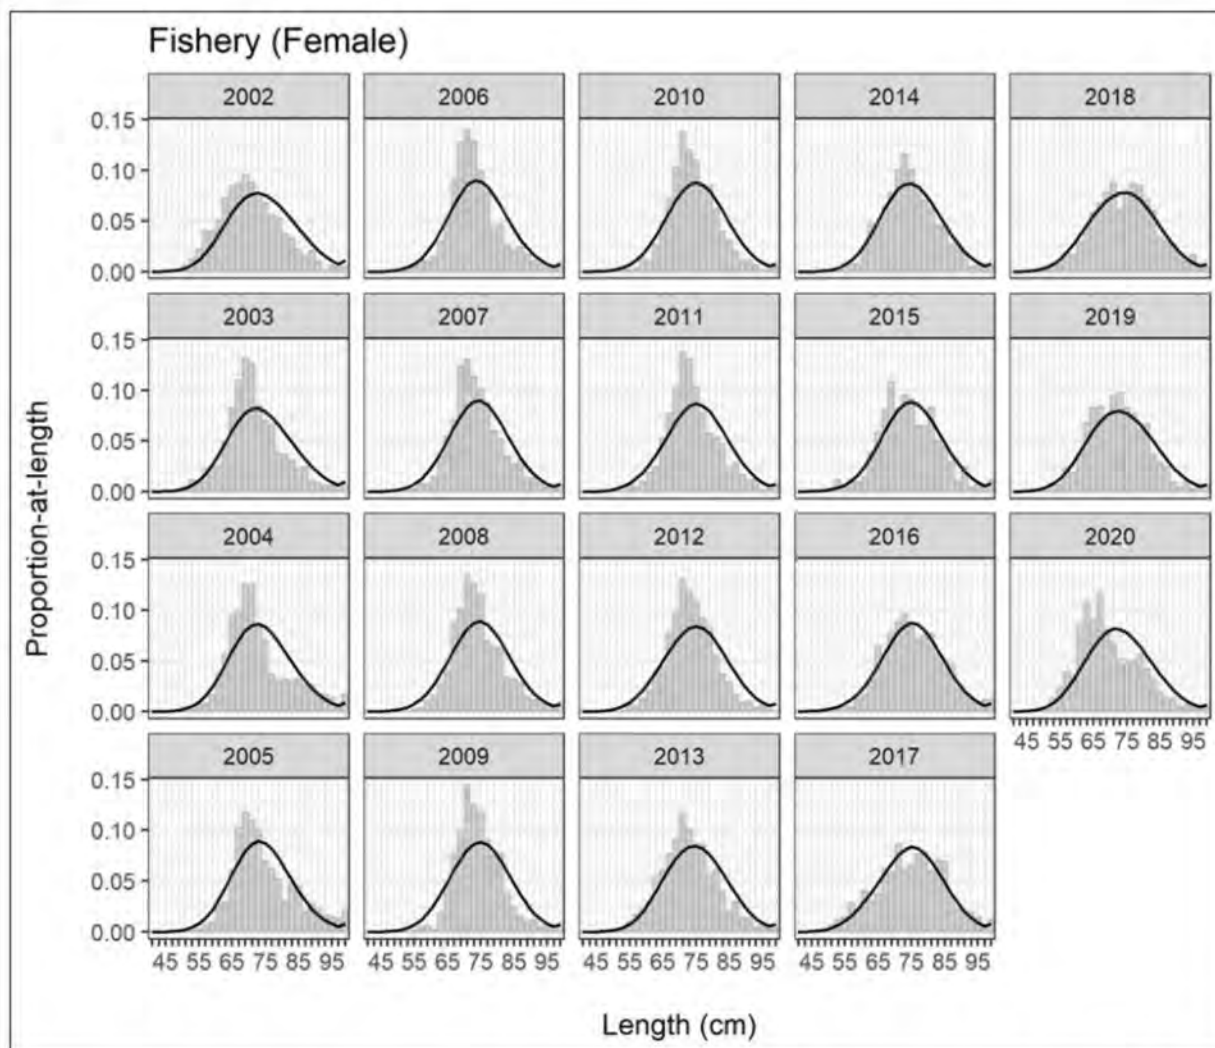 Fishery (Female)
2002 2006 2010 2014 2018
0.15
0.10
0.05
0.00
2003 2007 2011 2015 2019
0.15
0.10
0.05
0.00
2004 2008 2012 2016 2020
0.15
0.10
0.05
0.00
45 55 65 75 85 95
2005 2009 2013 2017
0.15
0.10
0.05
0.00
45 55 65 75 85 95 45 55 65 75 85 95 45 55 65 75 85 95 45 55 65 75 85 95
Proportion-at-length
Length (cm)